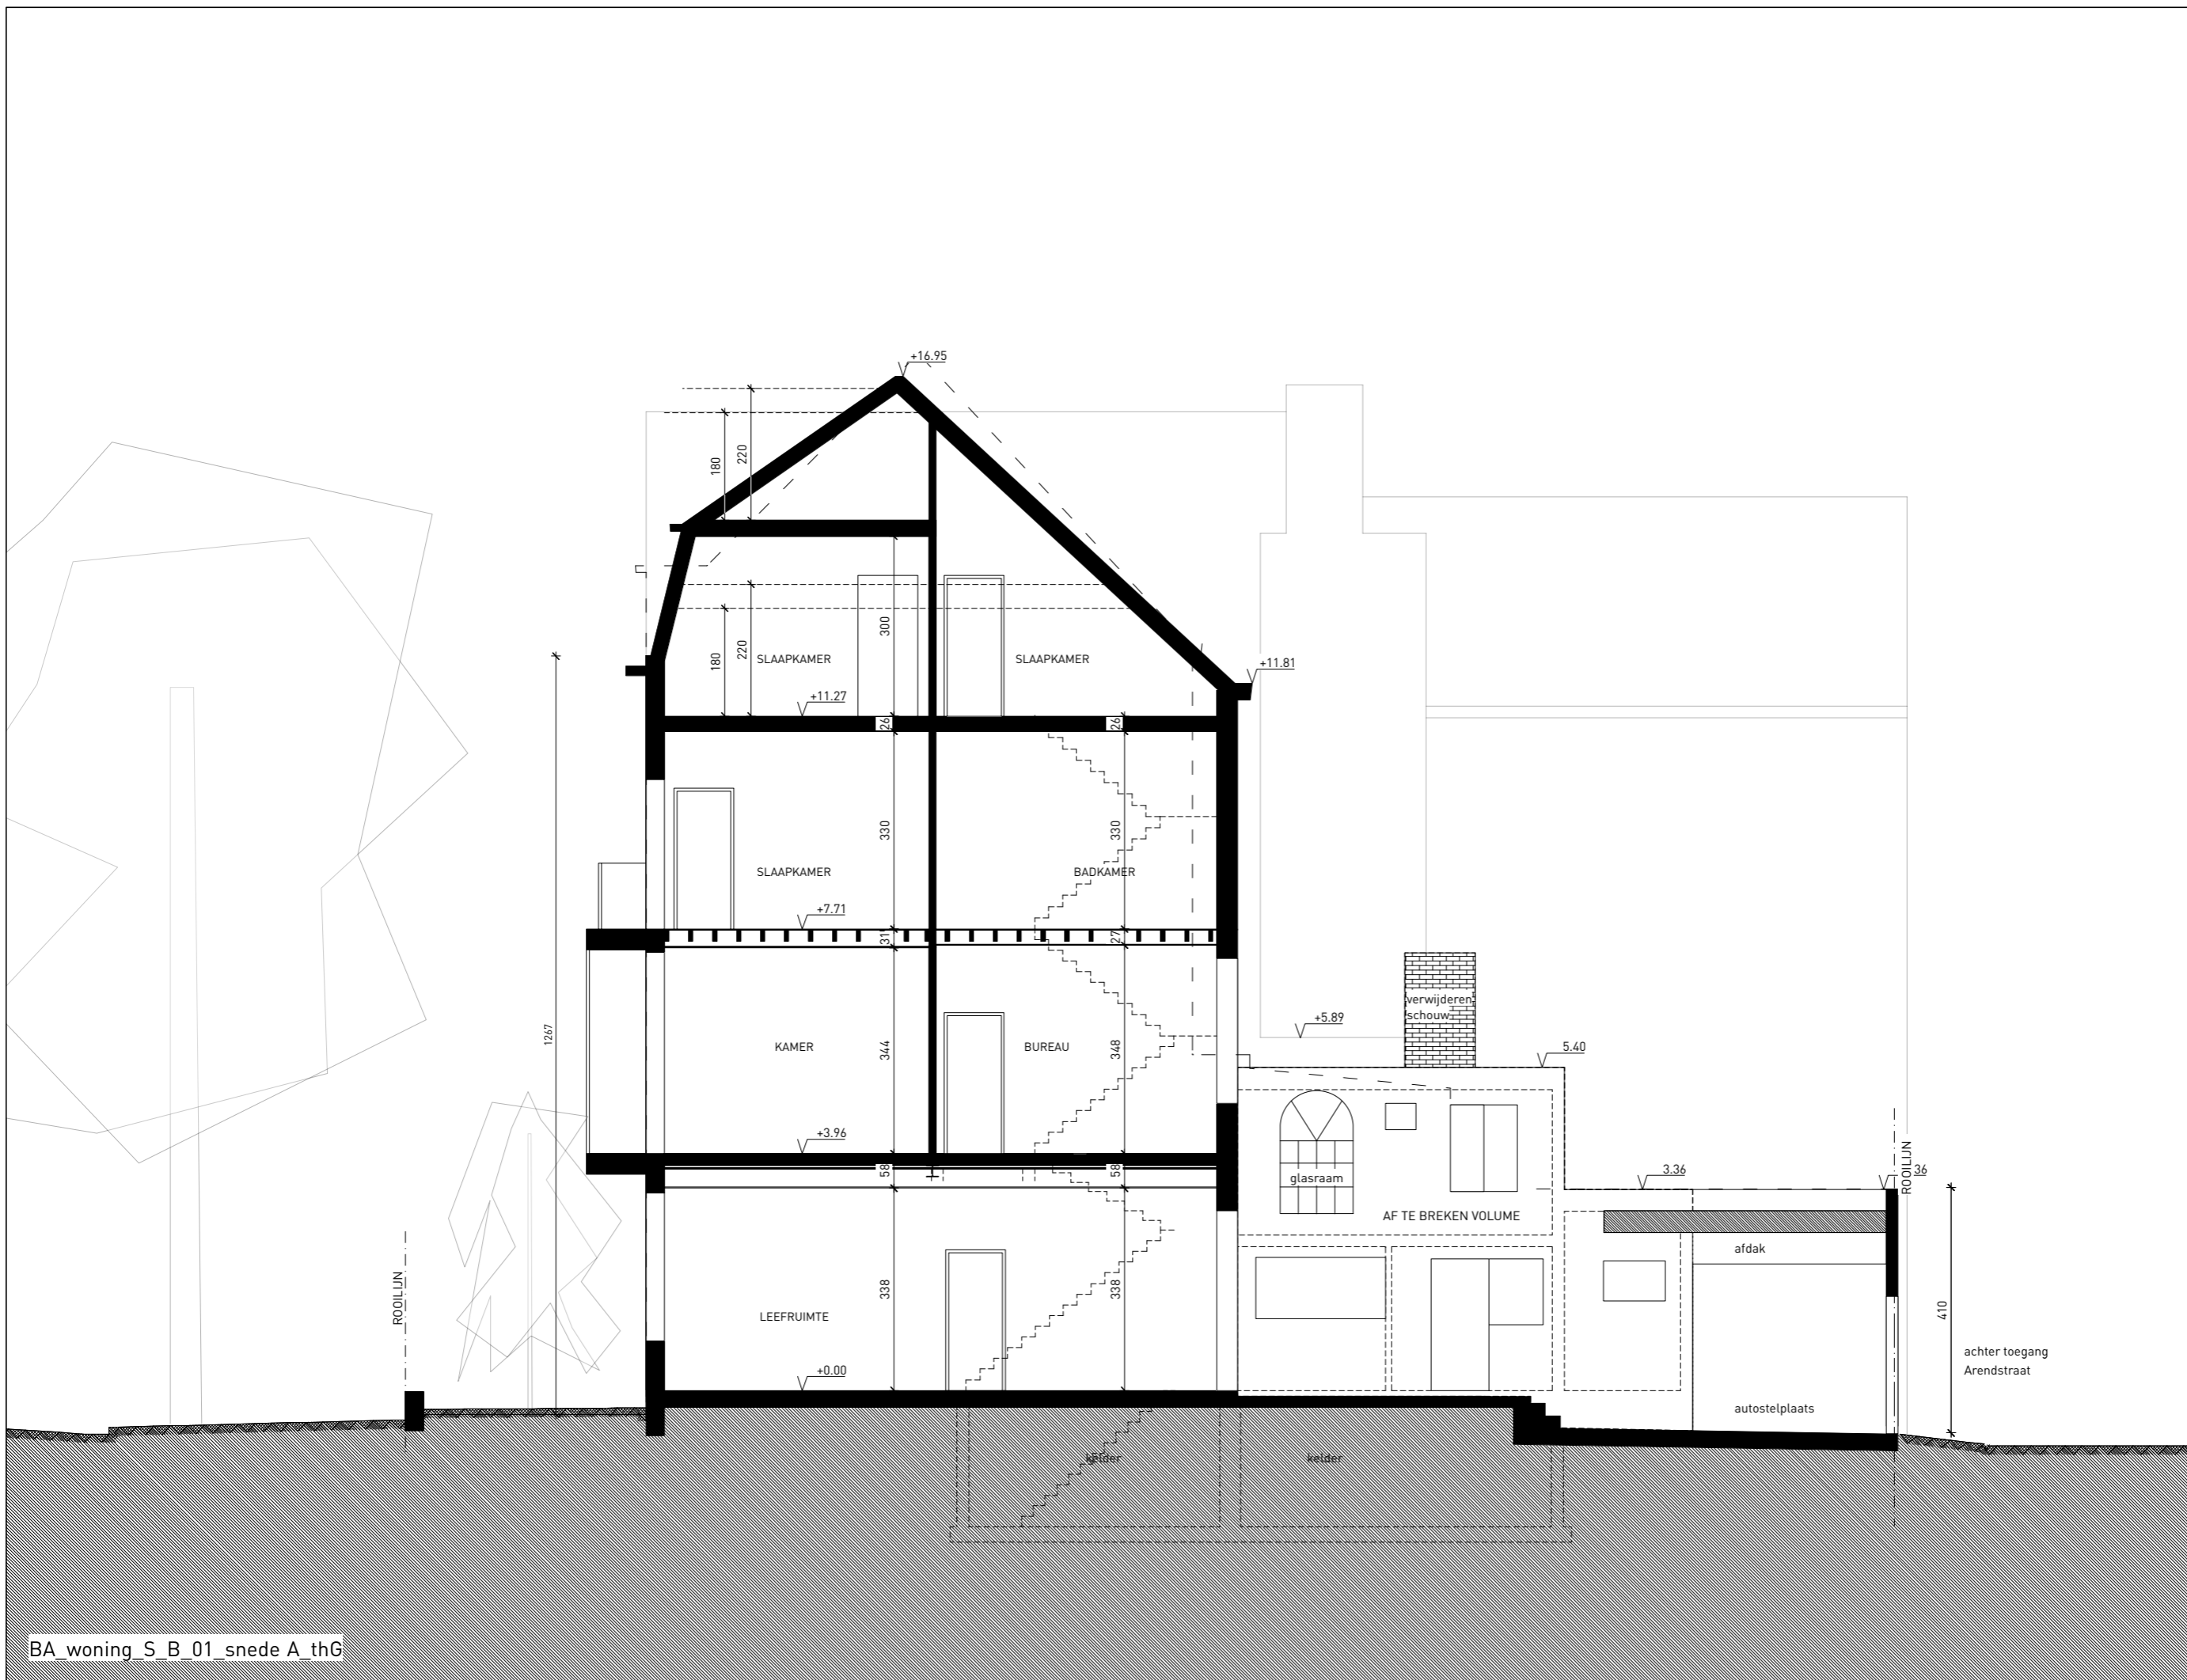 +16.95
180
220
300
180
220
SLAAPKAMER
SLAAPKAMER
+11.81
+11.27
26
26
330
330
SLAAPKAMER
BADKAMER
+7.71
31
27
1267
KAMER
344
BUREAU
348
+5.89
verwijderen
schouw
5.40
+3.96
58
58
glasraam
AF TE BREKEN VOLUME
3.36
36
ROOILIJN
ROOILIJN
afdak
LEEFRUIMTE
338
338
410
+0.00
achter toegang
Arendstraat
autostelplaats
kelder
kelder
BA_woning_S_B_01_snede A_thG